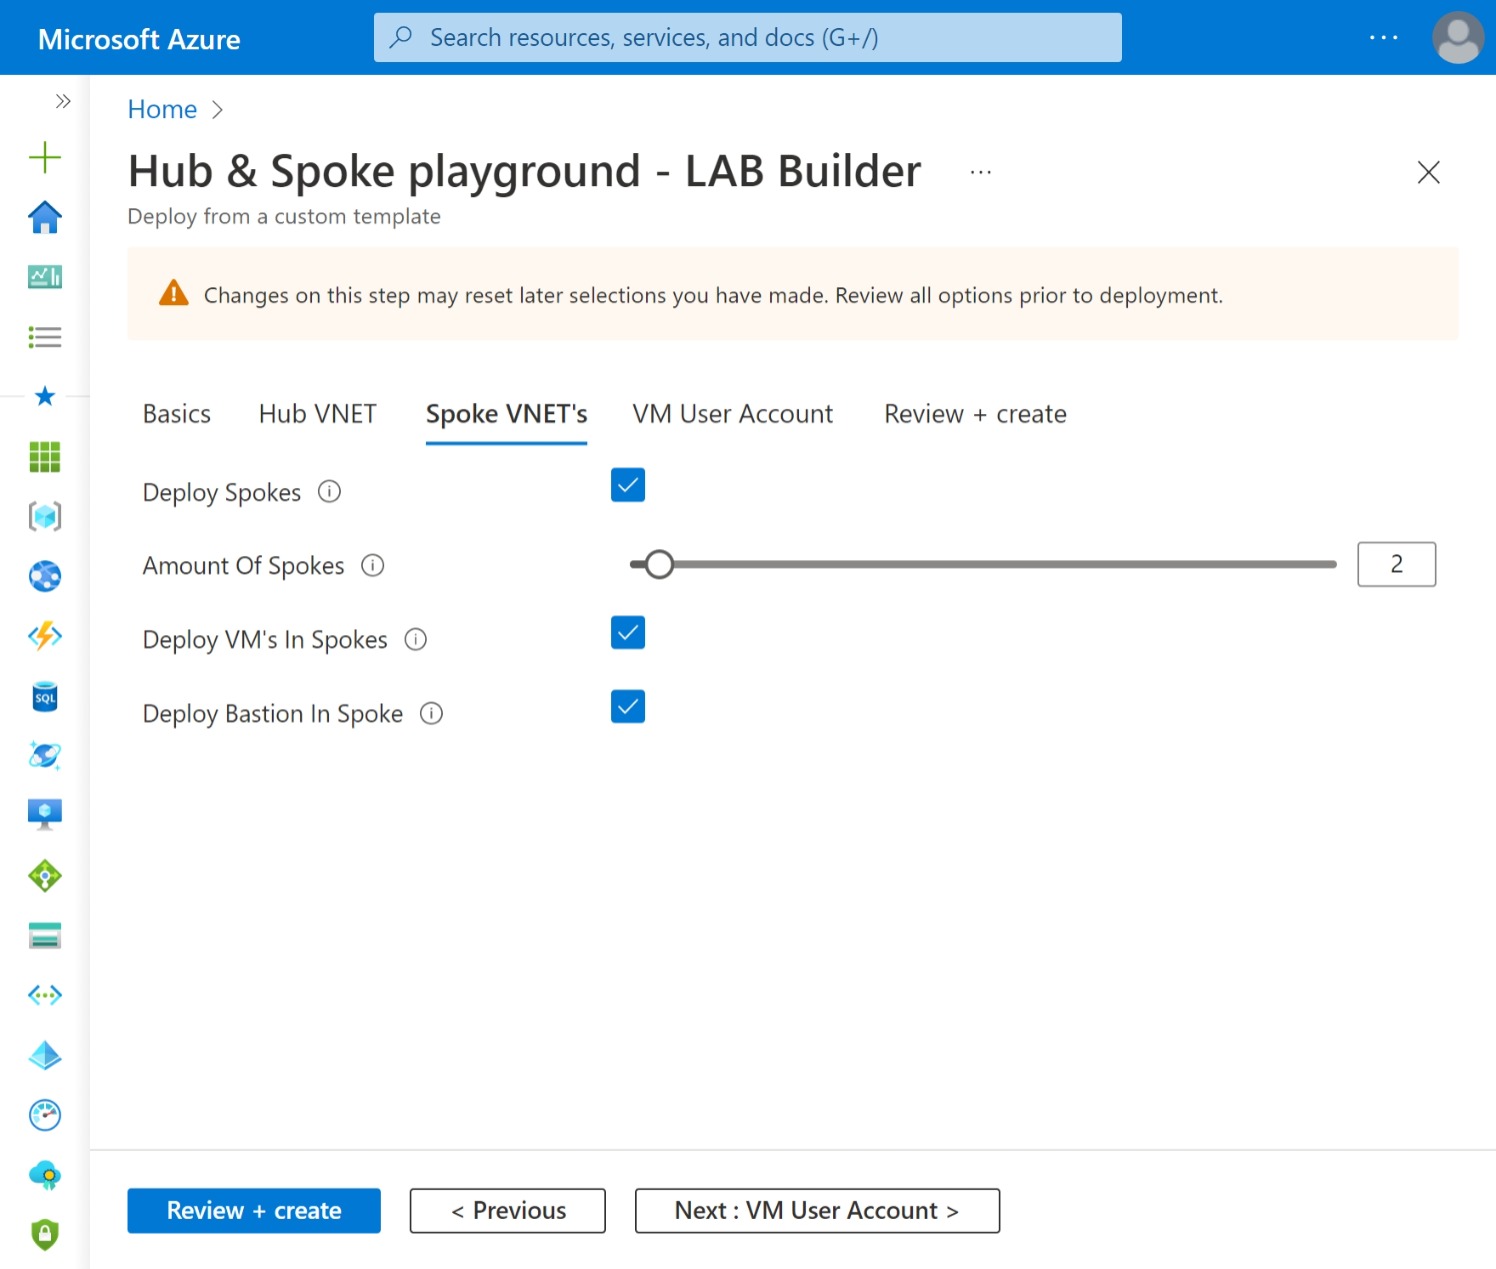 Microsoft Azure
Search resources, services, and docs (G+/)
Home
Hub & Spoke playground - LAB Builder
Deploy from a custom template
Changes on this step may reset later selections you have made. Review all options prior to deployment.
Basics Hub VNET Spoke VNET's VM User Account Review + create
Deploy Spokes
Amount Of Spokes 2
Deploy VM's In Spokes
Deploy Bastion In Spoke
SQL
Review + create < Previous Next : VM User Account >